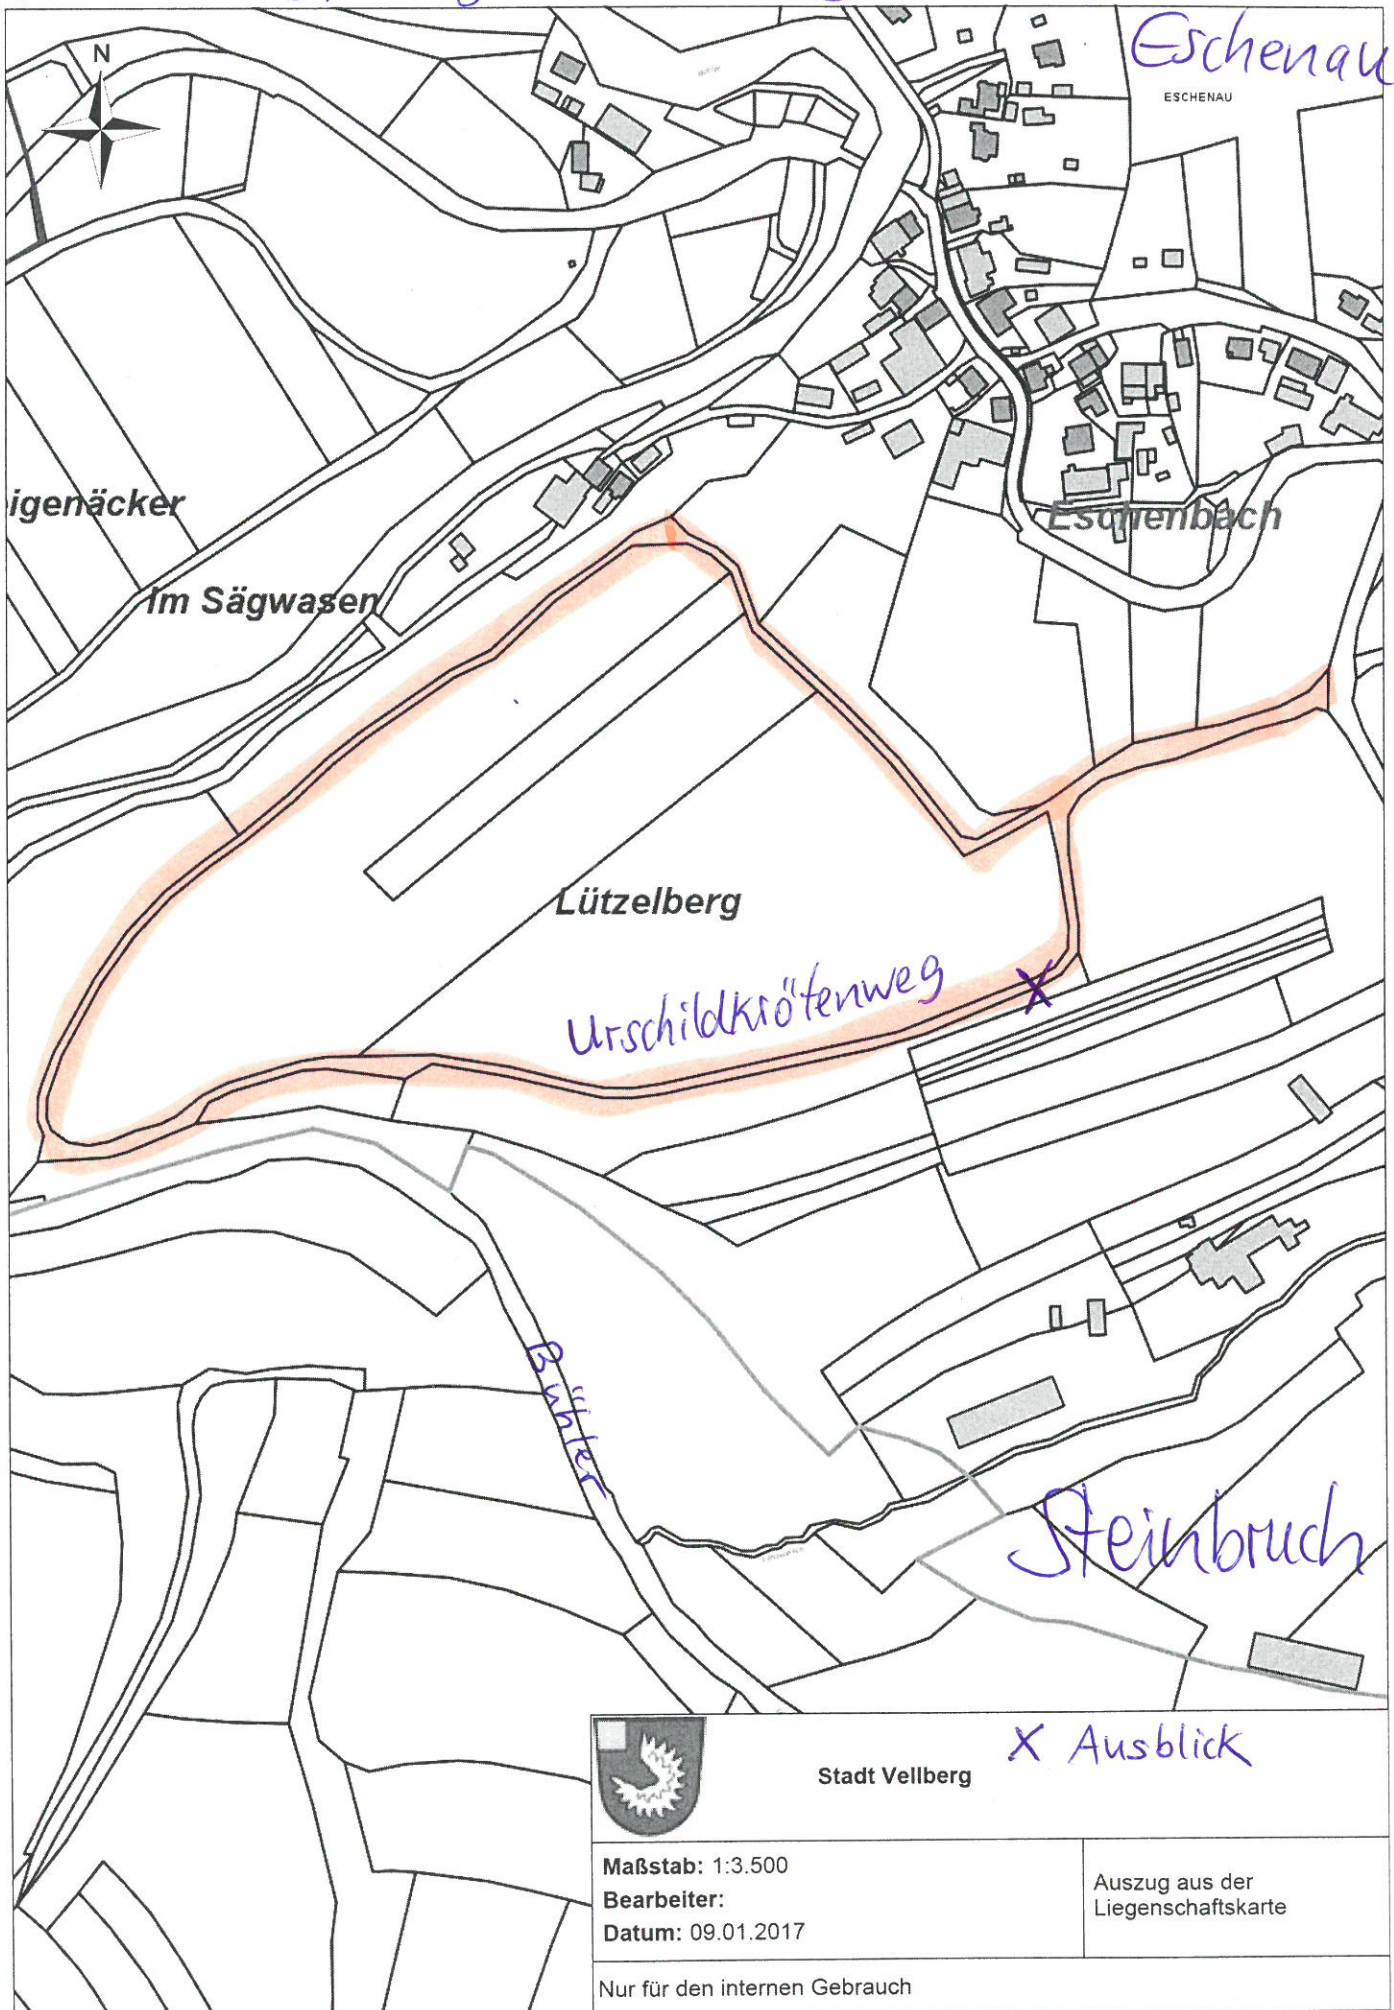 Eschenau
N
ESCHENAU
igenäcker
Eschenbach
Im Sägwasen
Lützelberg
Urschildkrötenweg
X
Bühler
Steinbruch
X Ausblick
Stadt Vellberg
Maßstab: 1:3.500
Bearbeiter:
Datum: 09.01.2017
Auszug aus der
Liegenschaftskarte
Nur für den internen Gebrauch